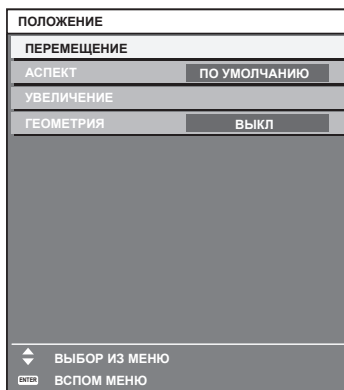 ПОЛОЖЕНИЕ
ПЕРЕМЕЩЕНИЕ
АСПЕКТ ПО УМОЛЧАНИЮ
УВЕЛИЧЕНИЕ
ГЕОМЕТРИЯ ВЫКЛ
ВЫБОР ИЗ МЕНЮ
ENTER ВСПОМ МЕНЮ